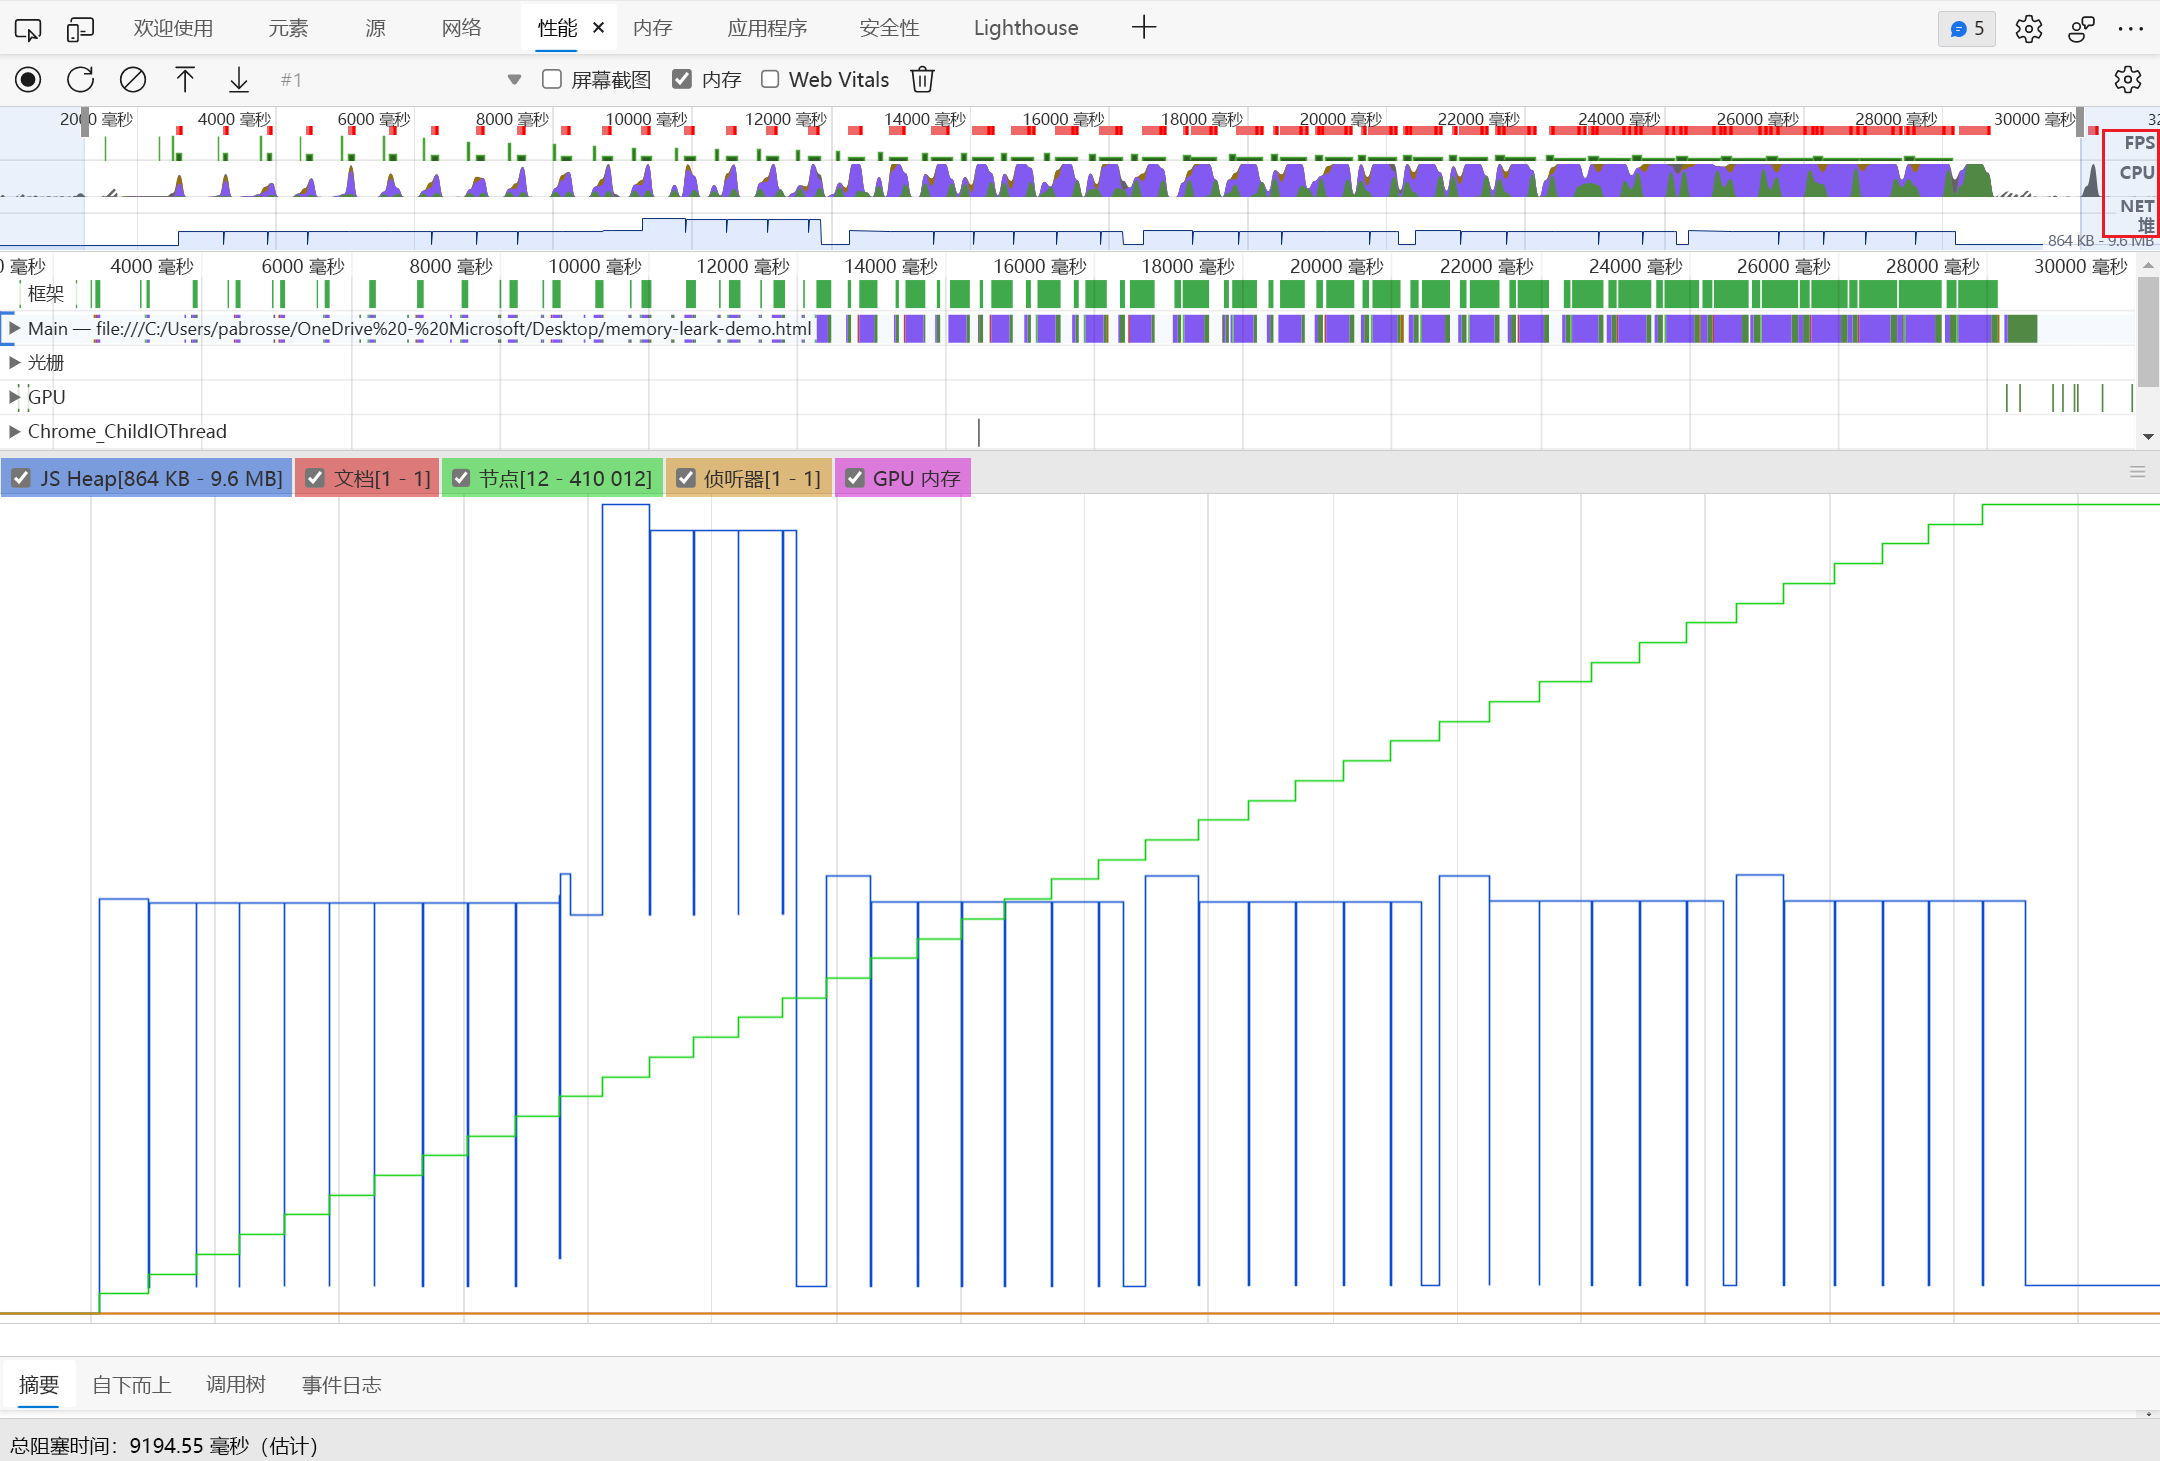 欢迎使用 元素 源 网络 性能 内存 应用程序 安全性 Lighthouse 5
#1 屏幕截图 内存 Web Vitals
2000 毫秒 4000 毫秒 6000 毫秒 8000 毫秒 10000 毫秒 12000 毫秒 14000 毫秒 16000 毫秒 18000 毫秒 20000 毫秒 22000 毫秒 24000 毫秒 26000 毫秒 28000 毫秒 30000 毫秒 32
FPS
CPU
NET
堆
864 KB - 9.6 MB
0 毫秒 4000 毫秒 6000 毫秒 8000 毫秒 10000 毫秒 12000 毫秒 14000 毫秒 16000 毫秒 18000 毫秒 20000 毫秒 22000 毫秒 24000 毫秒 26000 毫秒 28000 毫秒 30000 毫秒
框架
Main — file:///C:/Users/pabrosse/OneDrive%20-%20Microsoft/Desktop/memory-leark-demo.html
光栅
GPU
Chrome_ChildIOThread
JS Heap[864 KB - 9.6 MB] 文档[1 - 1] 节点[12 - 410 012] 侦听器[1 - 1] GPU 内存
摘要 自下而上 调用树 事件日志
总阻塞时间：9194.55 毫秒（估计）